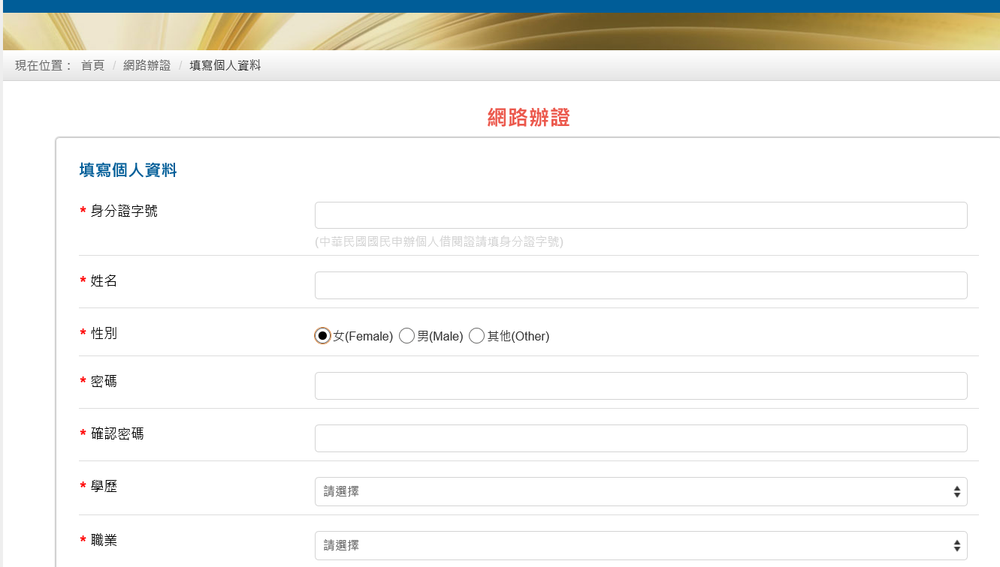 現在位置： 首頁 / 網路辦證 / 填寫個人資料
網路辦證
填寫個人資料
* 身分證字號
(中華民國國民申辦個人借閱證請填身分證字號)
* 姓名
* 性別 女(Female) 男(Male) 其他(Other)
* 密碼
* 確認密碼
* 學歷 請選擇
* 職業 請選擇